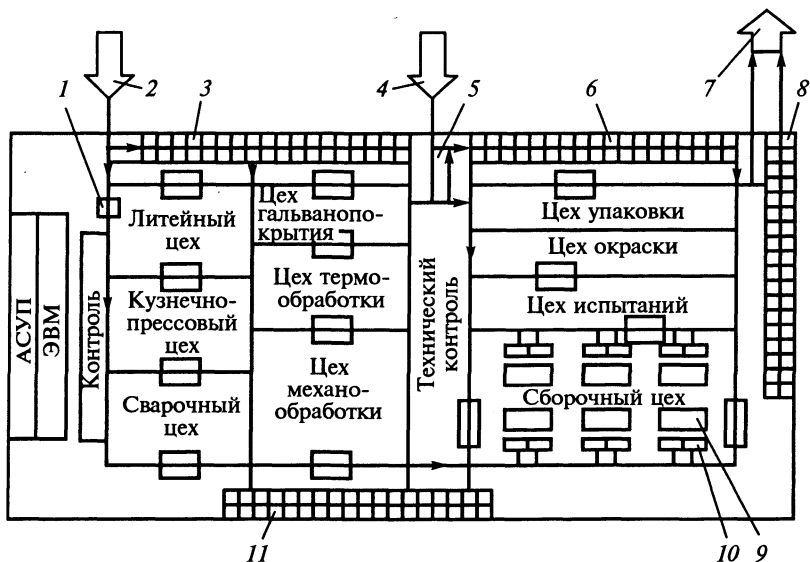 1
2
3
4
5
6
7
8
Литейный
цех
Цех
гальванопо-
крытия
Цех упаковки
Цех окраски
Цех термо-
обработки
Кузнечно-
прессовый
цех
Цех испытаний
АСУП
ЭВМ
Контроль
Технический
контроль
Цех
механо-
обработки
Сварочный
цех
Сборочный цех
11
10
9